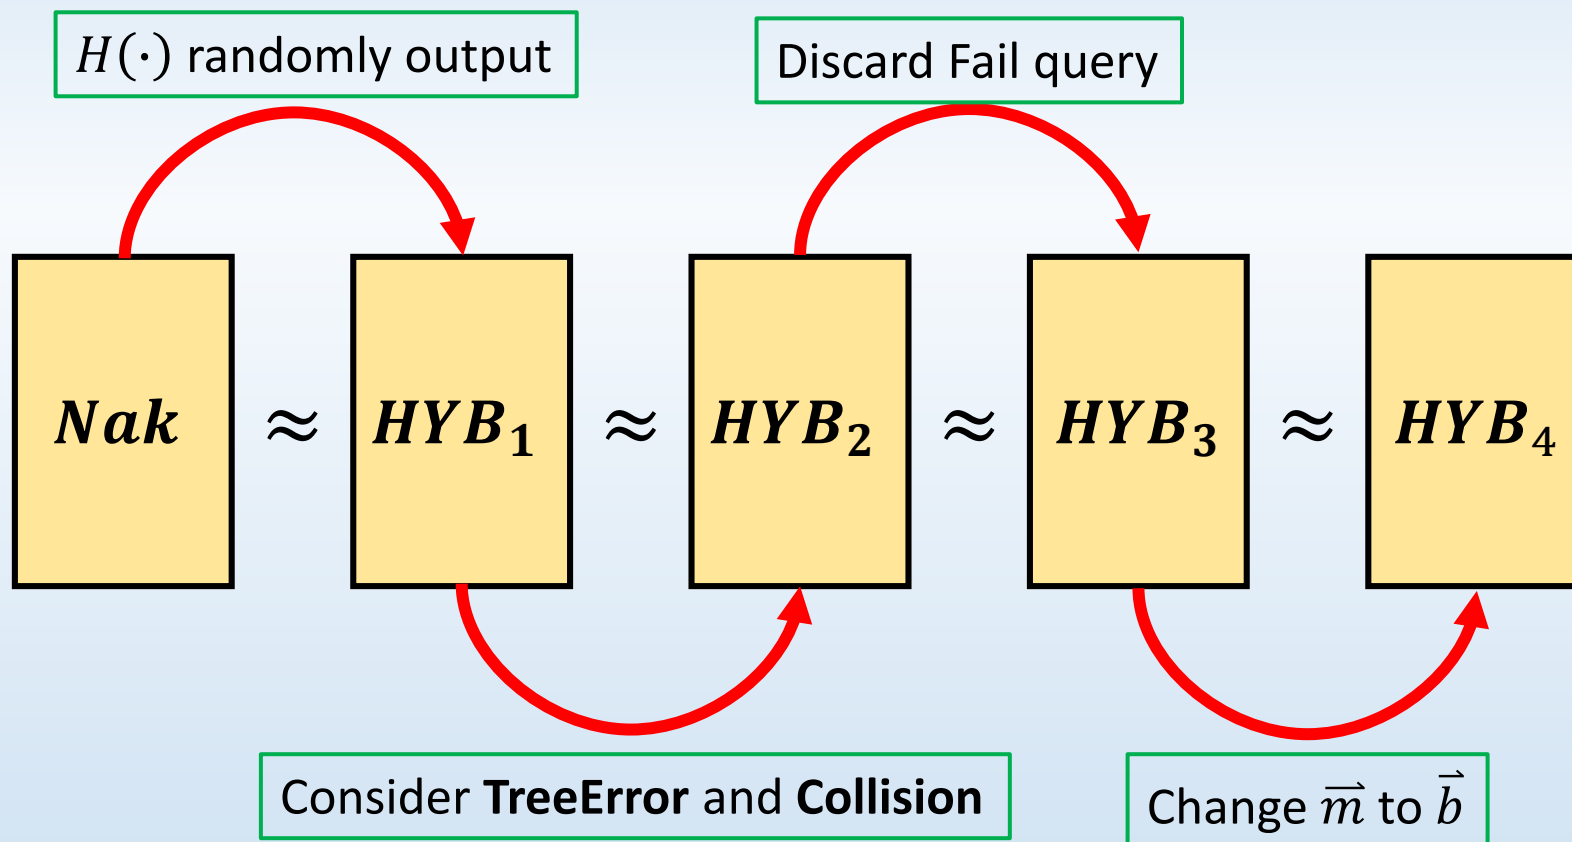 H(·) randomly output
Discard Fail query
Nak ≈ HYB₁ ≈ HYB₂ ≈ HYB₃ ≈ HYB₄
Consider TreeError and Collision
Change m⃗ to b⃗